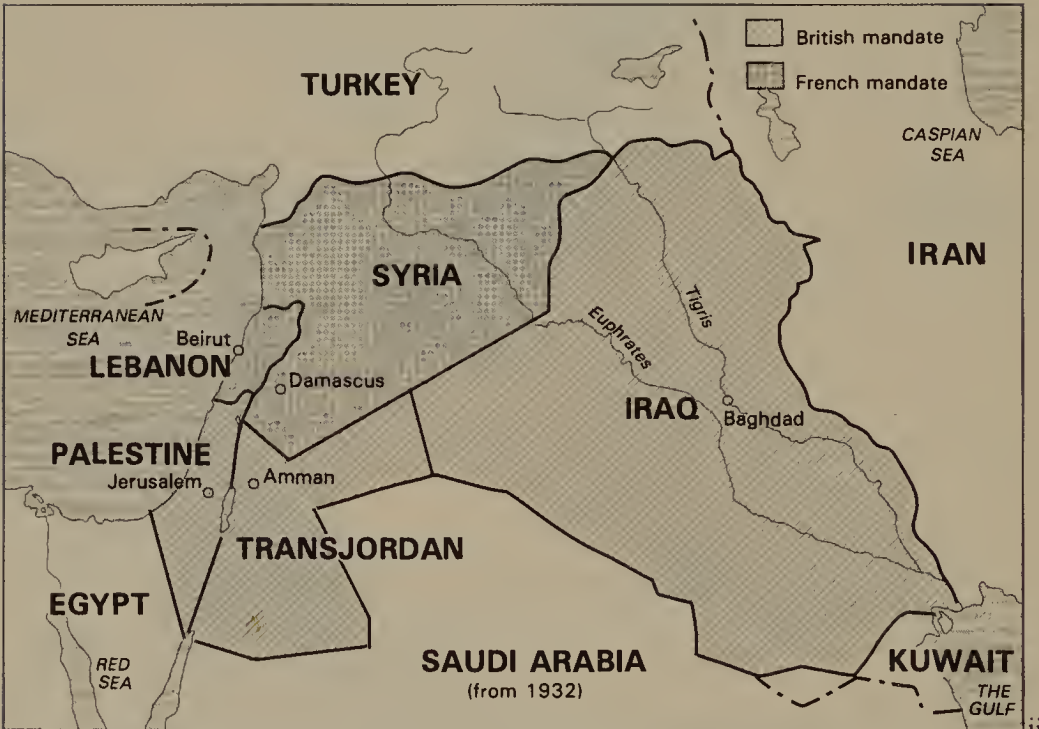 British mandate
French mandate
TURKEY
CASPIAN
SEA
IRAN
SYRIA
MEDITERRANEAN
SEA
Beirut
LEBANON
Damascus
Tigris
Euphrates
IRAQ
Baghdad
PALESTINE
Jerusalem
Amman
TRANSJORDAN
EGYPT
RED
SEA
SAUDI ARABIA
(from 1932)
KUWAIT
THE
GULF